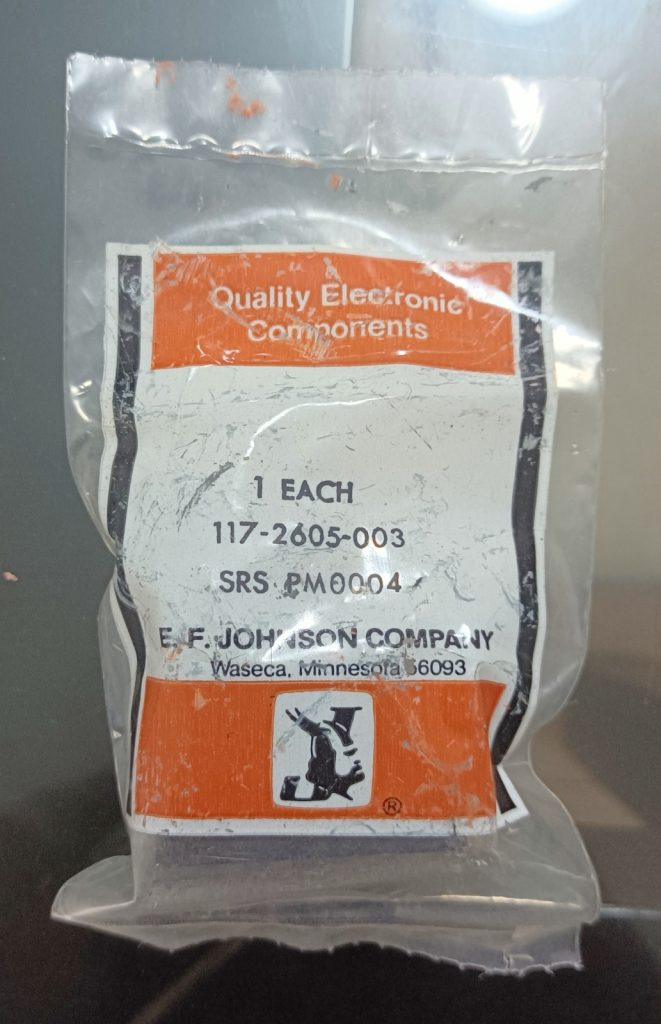 Quality Electronic
Components
1 EACH
117-2605-003
SRS PM0004
E. F. JOHNSON COMPANY
Waseca, Minnesota 56093
J
®